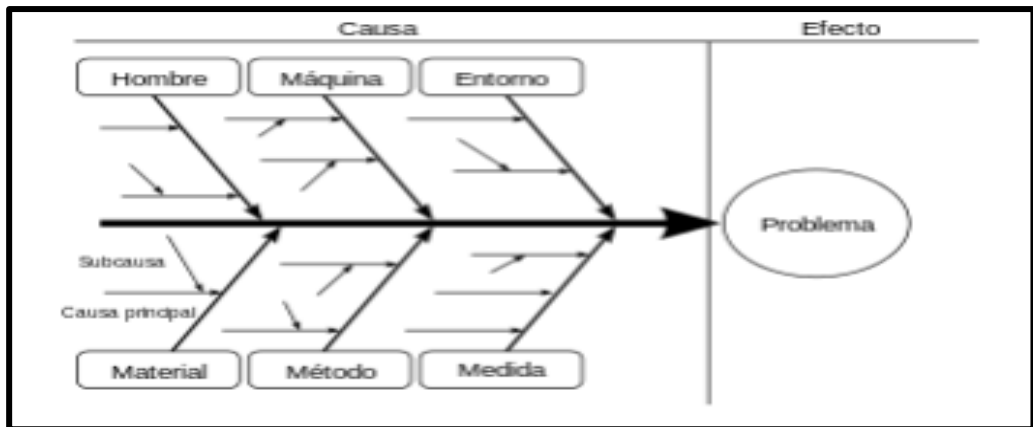 Causa
Efecto
Hombre
Máquina
Entorno
Problema
Subcausa
Causa principal
Material
Método
Medida